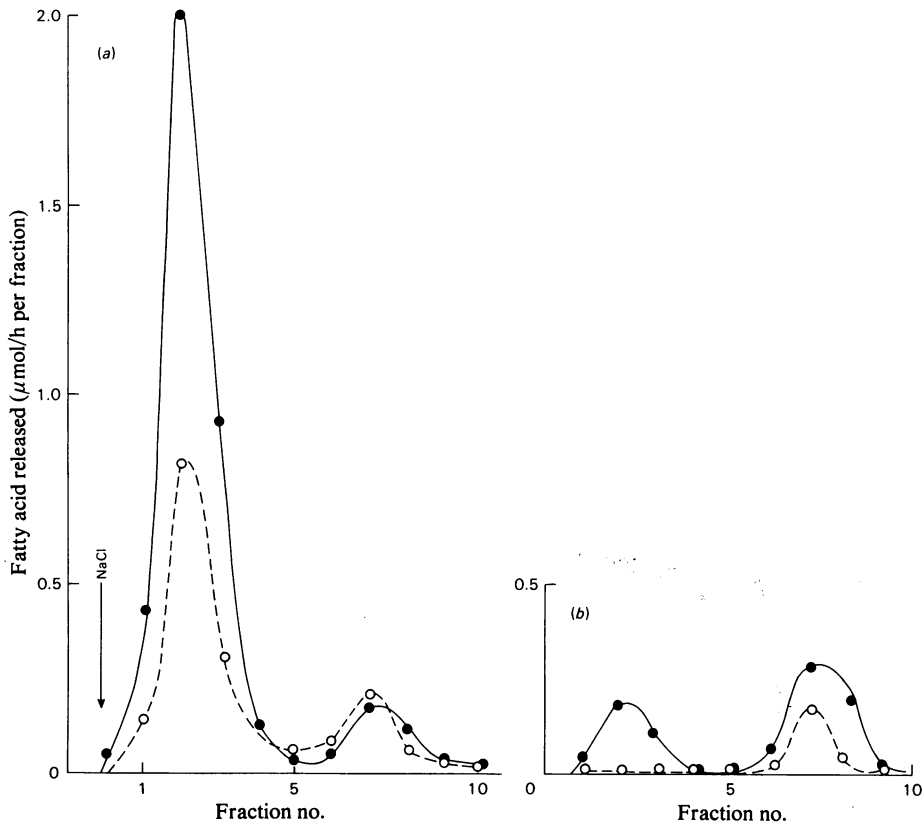 2.0
(a)
1.5
1.0
Fatty acid released (μmol/h per fraction)
NaCl
0.5
0
1
5
10
Fraction no.
0.5
(b)
0
5
10
Fraction no.